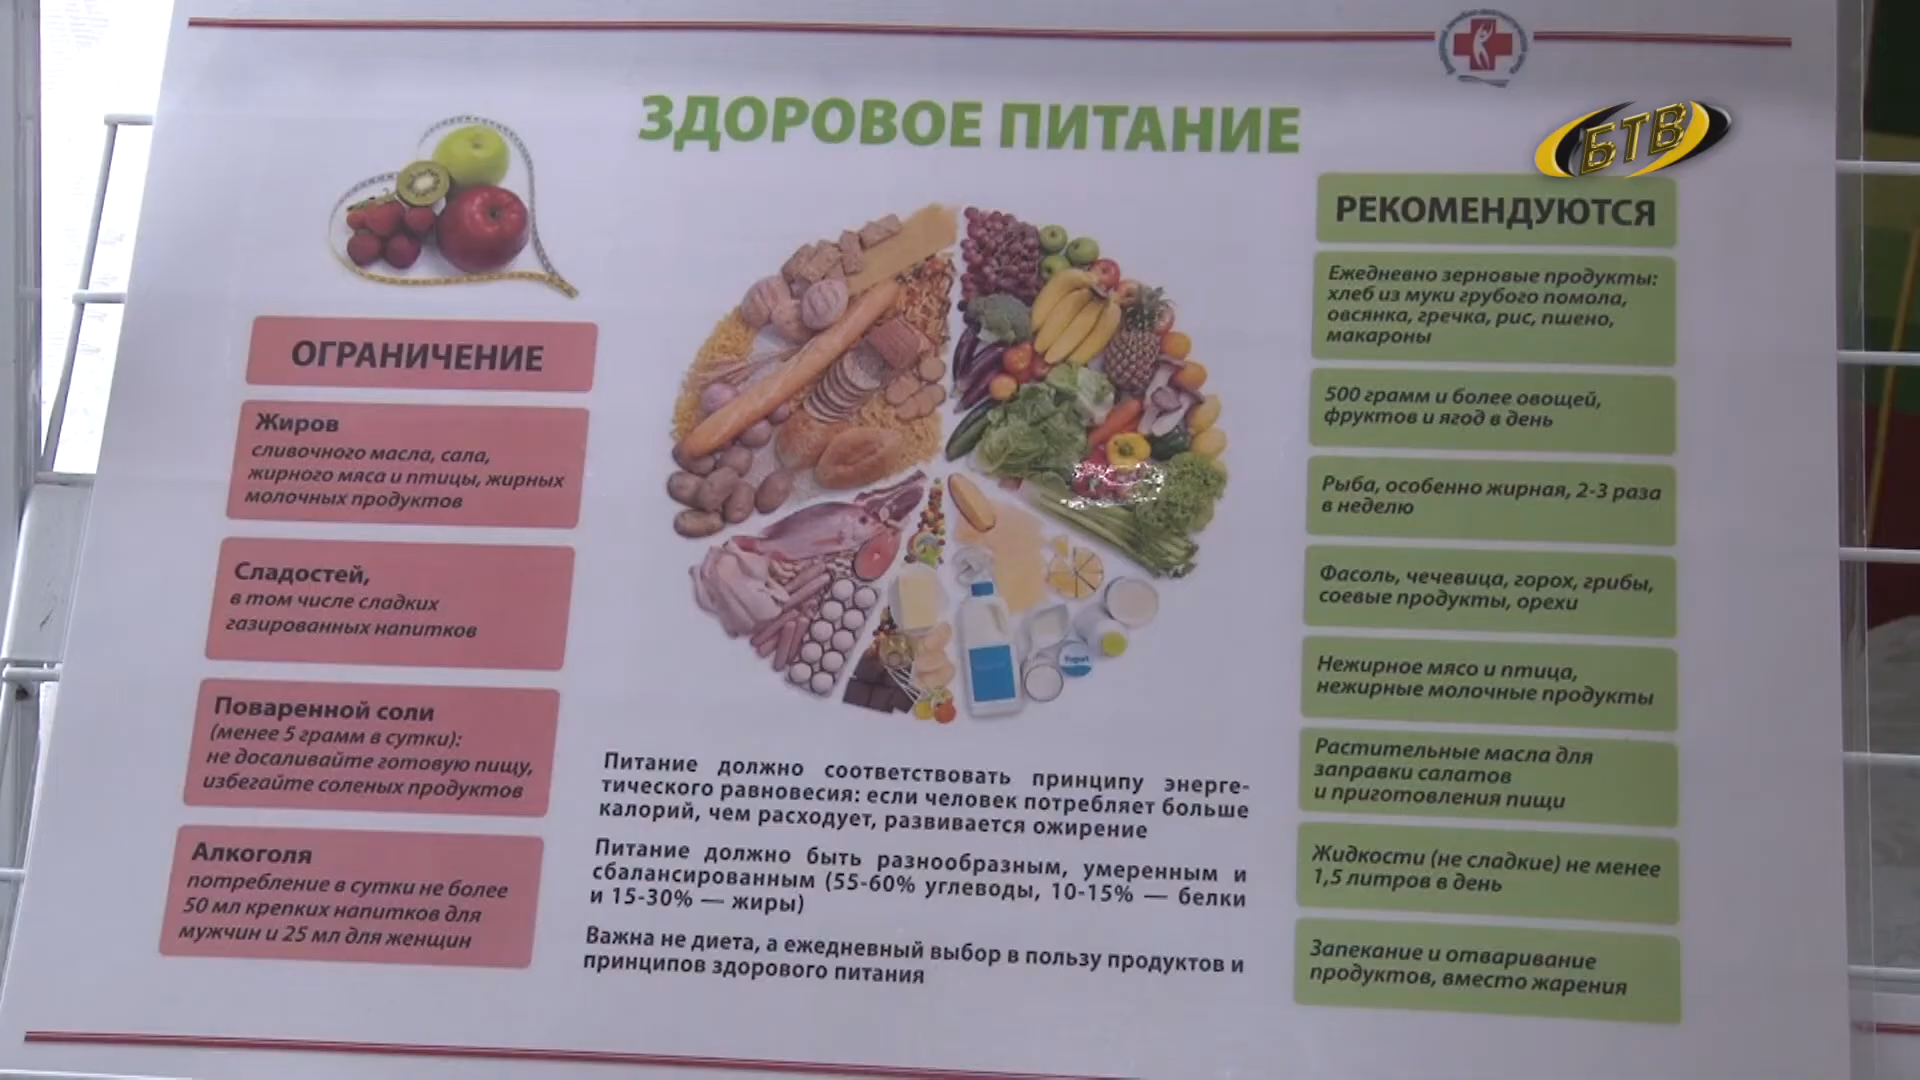 ЗДОРОВОЕ ПИТАНИЕ
БТВ
ОГРАНИЧЕНИЕ
Жиров
сливочного масла, сала,
жирного мяса и птицы, жирных
молочных продуктов
Сладостей,
в том числе сладких
газированных напитков
Поваренной соли
(менее 5 грамм в сутки):
не досаливайте готовую пищу,
избегайте соленых продуктов
Алкоголя
потребление в сутки не более
50 мл крепких напитков для
мужчин и 25 мл для женщин
Yogurt
Питание должно соответствовать принципу энерге-
тического равновесия: если человек потребляет больше
калорий, чем расходует, развивается ожирение
Питание должно быть разнообразным, умеренным и
сбалансированным (55-60% углеводы, 10-15% — белки
и 15-30% — жиры)
Важна не диета, а ежедневный выбор в пользу продуктов и
принципов здорового питания
РЕКОМЕНДУЮТСЯ
Ежедневно зерновые продукты:
хлеб из муки грубого помола,
овсянка, гречка, рис, пшено,
макароны
500 грамм и более овощей,
фруктов и ягод в день
Рыба, особенно жирная, 2-3 раза
в неделю
Фасоль, чечевица, горох, грибы,
соевые продукты, орехи
Нежирное мясо и птица,
нежирные молочные продукты
Растительные масла для
заправки салатов
и приготовления пищи
Жидкости (не сладкие) не менее
1,5 литров в день
Запекание и отваривание
продуктов, вместо жарения